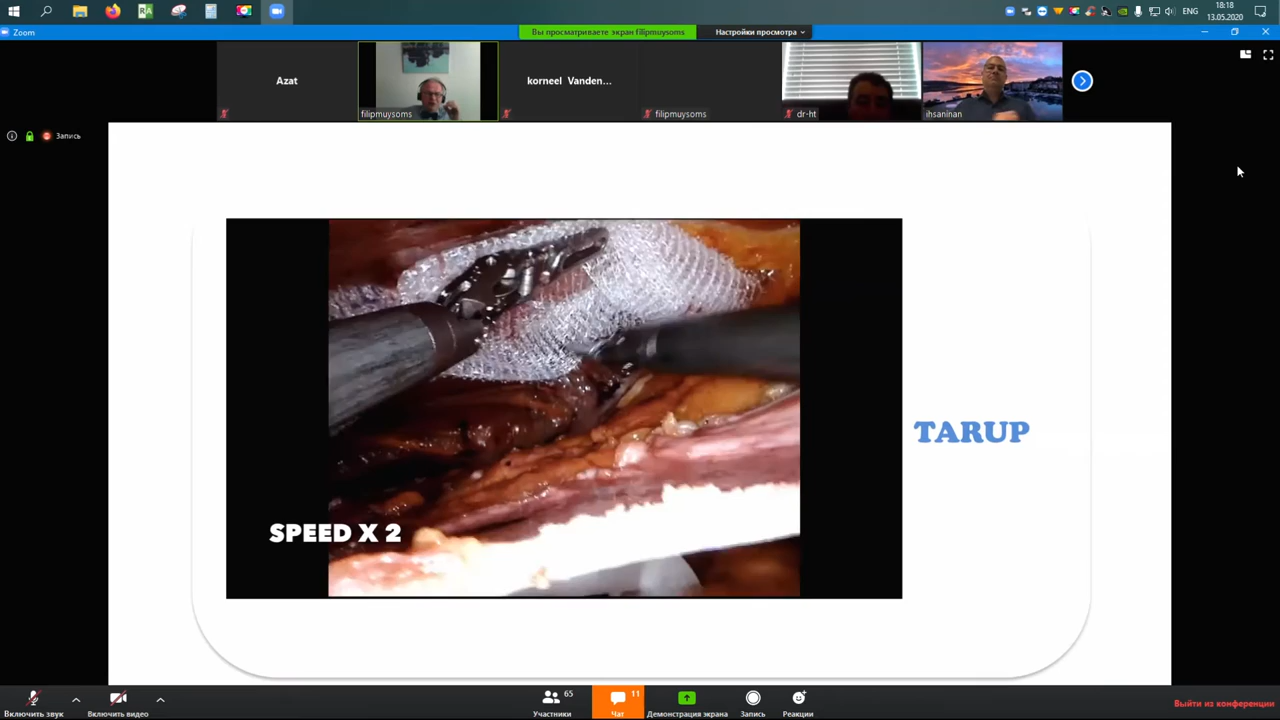 18:18
ENG
13.05.2020
Zoom
Вы просматриваете экран filipmuysoms
Настройки просмотра
Azat
filipmuysoms
korneel Vanden...
filipmuysoms
dr-ht
ihsaninan
Запись
TARUP
SPEED X 2
65
11
Включить звук
Включить видео
Участники
Чат
Демонстрация экрана
Запись
Реакции
Выйти из конференции